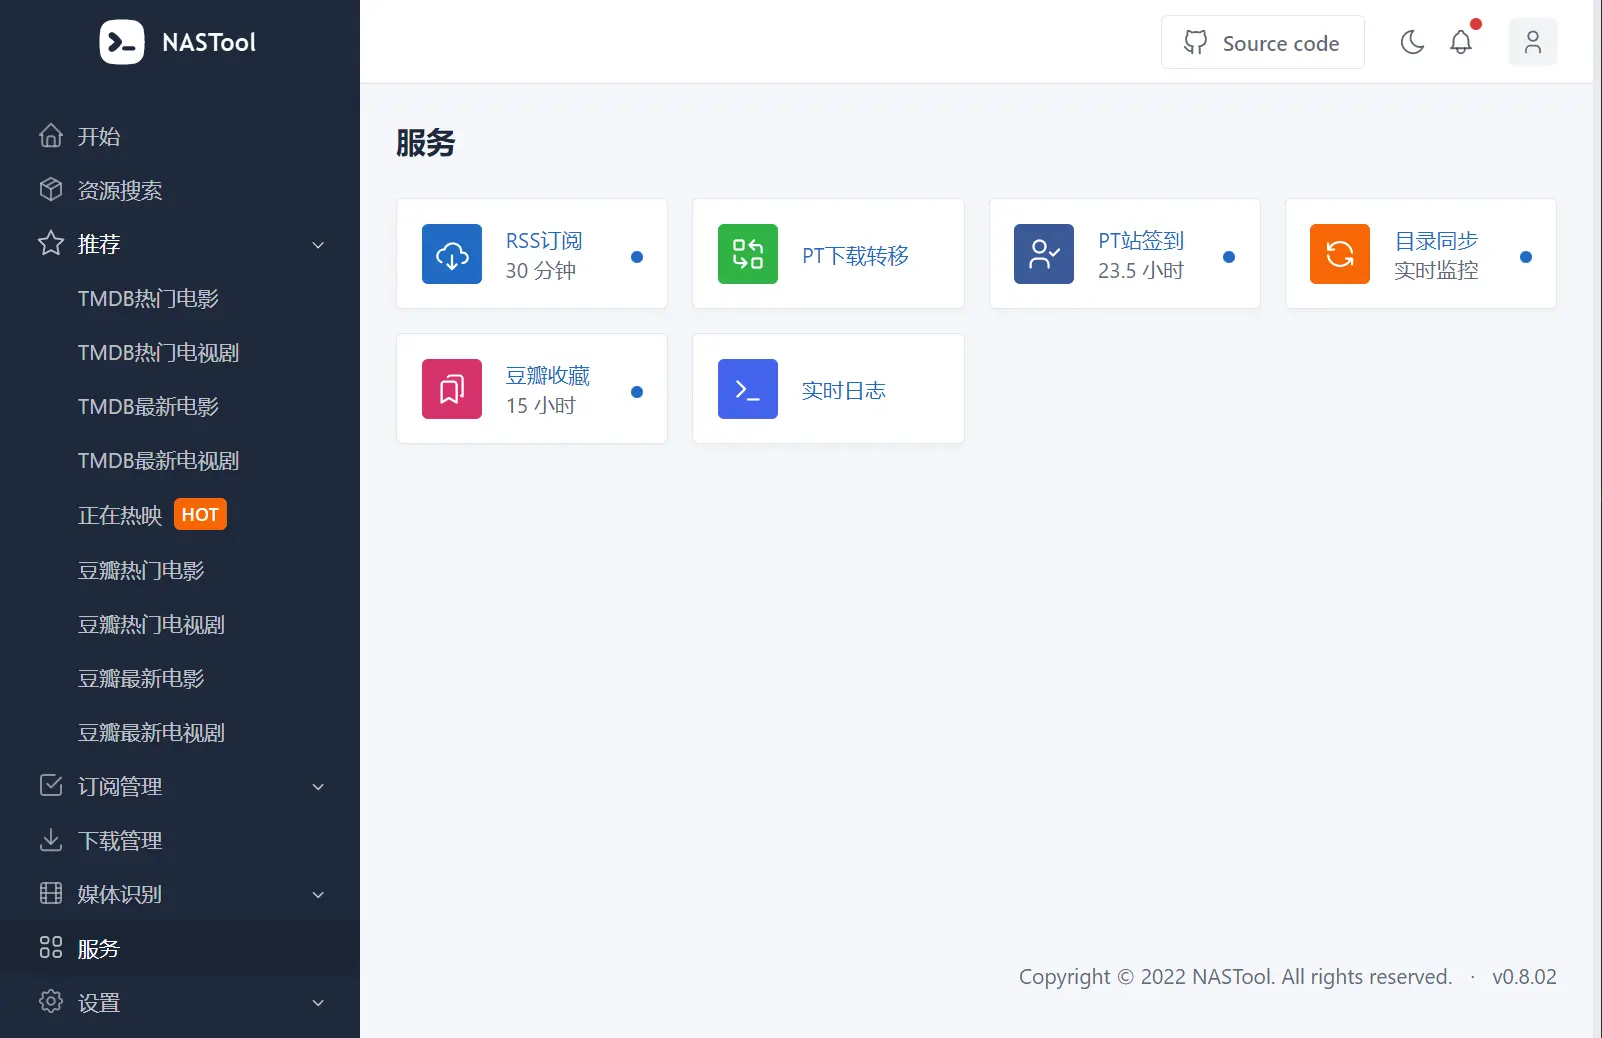 NASTool
Source code
开始
资源搜索
推荐
TMDB热门电影
TMDB热门电视剧
TMDB最新电影
TMDB最新电视剧
正在热映 HOT
豆瓣热门电影
豆瓣热门电视剧
豆瓣最新电影
豆瓣最新电视剧
订阅管理
下载管理
媒体识别
服务
设置
服务
RSS订阅
30 分钟
PT下载转移
PT站签到
23.5 小时
目录同步
实时监控
豆瓣收藏
15 小时
实时日志
Copyright © 2022 NASTool. All rights reserved. · v0.8.02